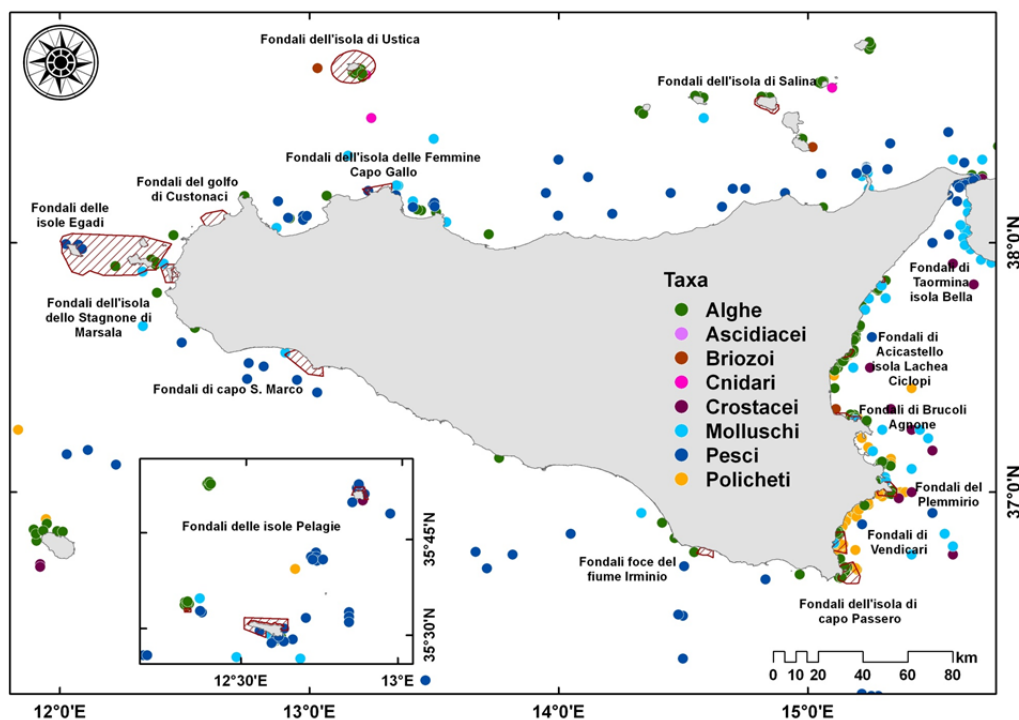 Fondali dell'isola di Ustica
Fondali dell'isola di Salina
Fondali dell'isola delle Femmine
Capo Gallo
Fondali del golfo
di Custonaci
Fondali delle
isole Egadi
38°0'N
Fondali di
Taormina
isola Bella
Taxa
Alghe
Ascidiacei
Briozoi
Cnidari
Crostacei
Molluschi
Pesci
Policheti
Fondali dell'isola
dello Stagnone di
Marsala
Fondali di
Acicastello
isola Lachea
Ciclopi
Fondali di capo S. Marco
Fondali di Brucoli
Agnone
Fondali del
Plemmirio
37°0'N
Fondali delle isole Pelagie
35°45'N
35°30'N
12°30'E
13°E
Fondali di
Vendicari
Fondali foce del
fiume Irminio
Fondali dell'isola di
capo Passero
km
0 10 20 40 60 80
12°0'E
13°0'E
14°0'E
15°0'E